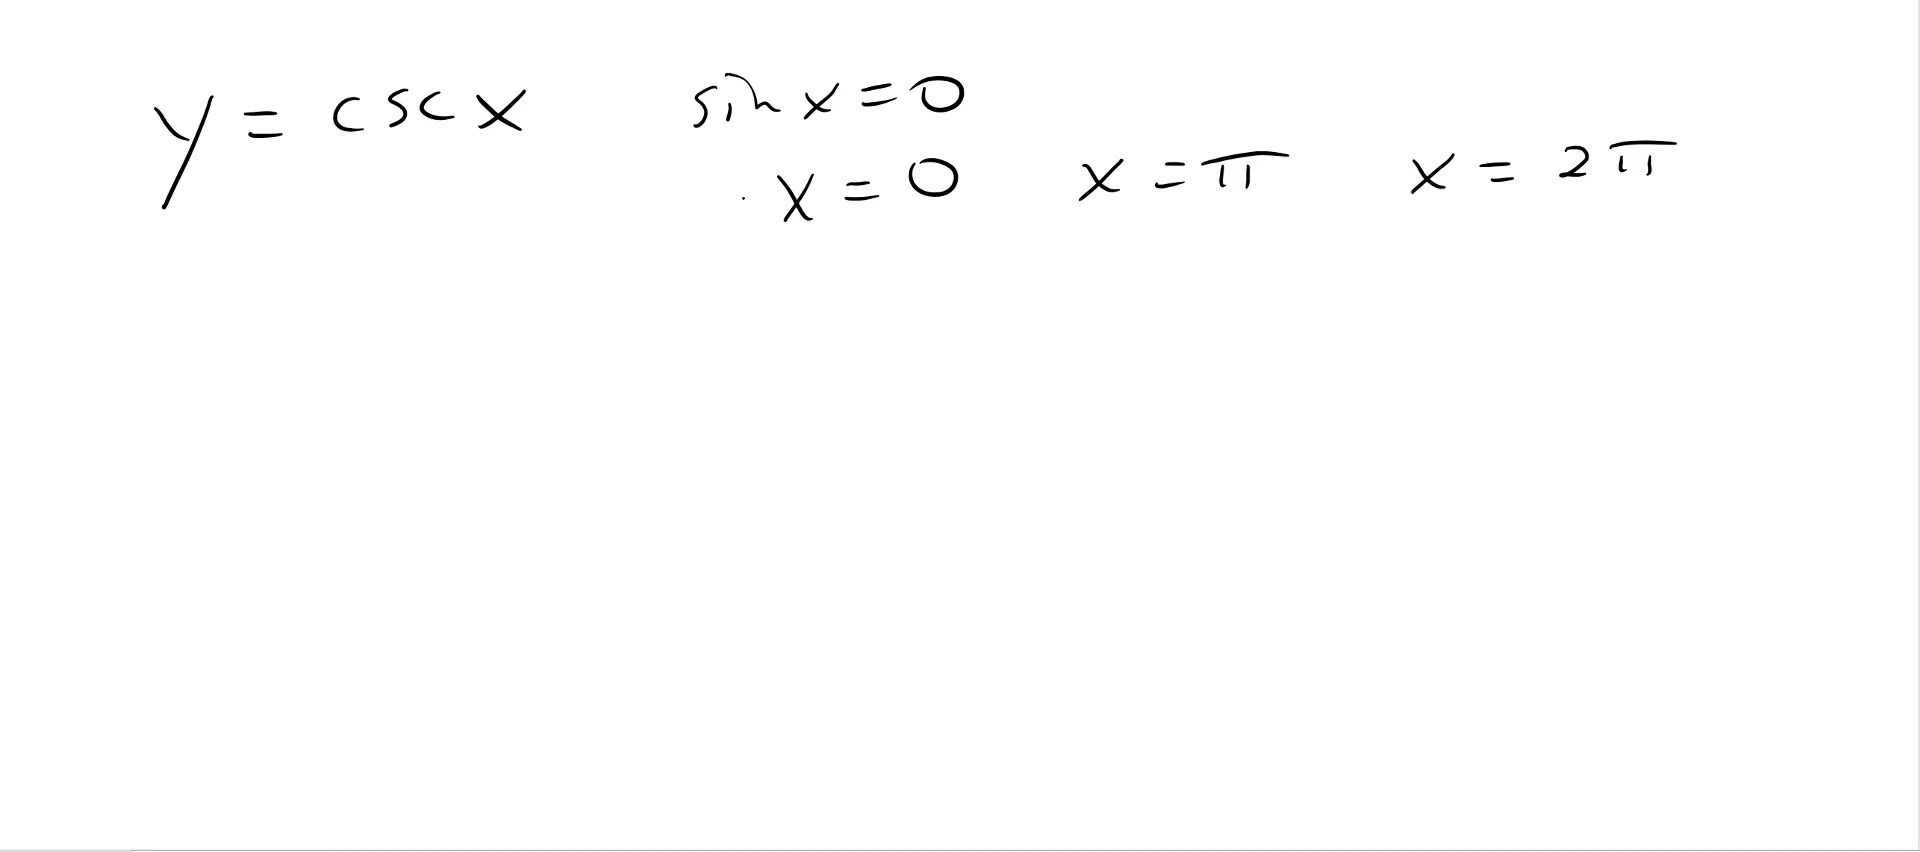 y = csc x sin x = 0
x = 0 x = π x = 2π